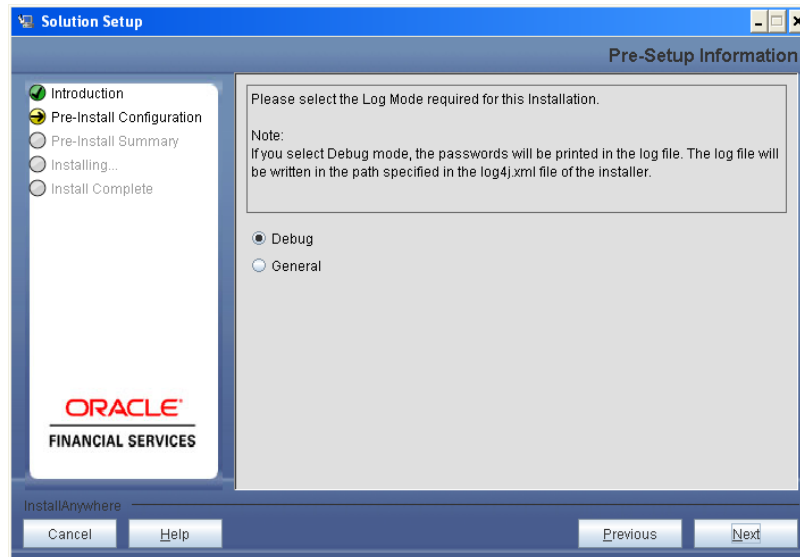 Solution Setup
Pre-Setup Information
Introduction
Pre-Install Configuration
Pre-Install Summary
Installing...
Install Complete
ORACLE
FINANCIAL SERVICES
Please select the Log Mode required for this Installation.
Note:
If you select Debug mode, the passwords will be printed in the log file. The log file will
be written in the path specified in the log4j.xml file of the installer.
Debug
General
InstallAnywhere
Cancel
Help
Previous
Next